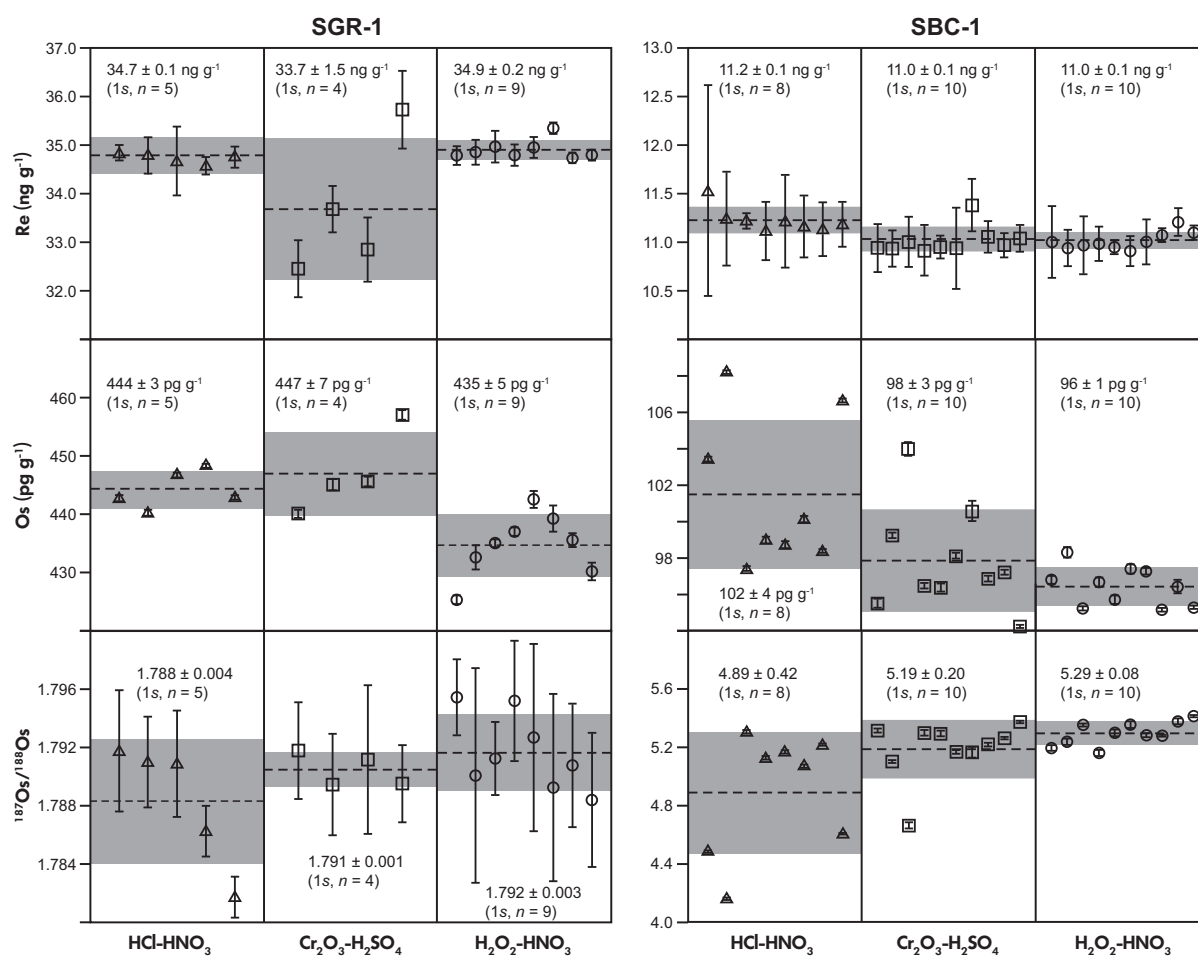 SGR-1
SBC-1
Re (ng g⁻¹)
37.0
36.0
35.0
34.0
33.0
32.0
34.7 ± 0.1 ng g⁻¹
(1s, n = 5)
33.7 ± 1.5 ng g⁻¹
(1s, n = 4)
34.9 ± 0.2 ng g⁻¹
(1s, n = 9)
13.0
12.5
12.0
11.5
11.0
10.5
11.2 ± 0.1 ng g⁻¹
(1s, n = 8)
11.0 ± 0.1 ng g⁻¹
(1s, n = 10)
11.0 ± 0.1 ng g⁻¹
(1s, n = 10)
Os (pg g⁻¹)
460
450
440
430
444 ± 3 pg g⁻¹
(1s, n = 5)
447 ± 7 pg g⁻¹
(1s, n = 4)
435 ± 5 pg g⁻¹
(1s, n = 9)
106
102
98
102 ± 4 pg g⁻¹
(1s, n = 8)
98 ± 3 pg g⁻¹
(1s, n = 10)
96 ± 1 pg g⁻¹
(1s, n = 10)
¹⁸⁷Os/¹⁸⁸Os
1.796
1.792
1.788
1.784
1.788 ± 0.004
(1s, n = 5)
1.791 ± 0.001
(1s, n = 4)
1.792 ± 0.003
(1s, n = 9)
5.6
5.2
4.8
4.4
4.0
4.89 ± 0.42
(1s, n = 8)
5.19 ± 0.20
(1s, n = 10)
5.29 ± 0.08
(1s, n = 10)
HCl-HNO₃
Cr₂O₃-H₂SO₄
H₂O₂-HNO₃
HCl-HNO₃
Cr₂O₃-H₂SO₄
H₂O₂-HNO₃